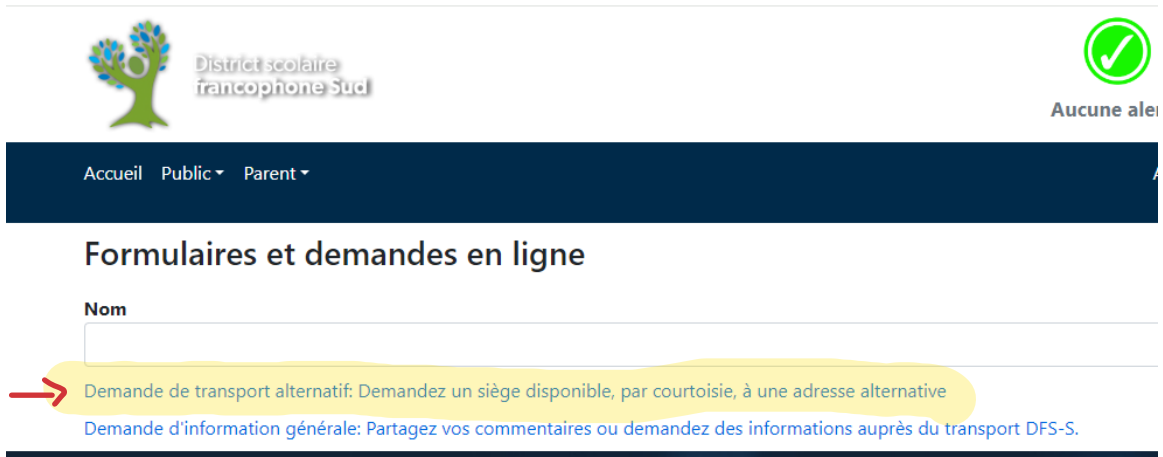 District scolaire
francophone Sud
Aucune
Accueil Public Parent
Formulaires et demandes en ligne
Nom
Demande de transport alternatif: Demandez un siège disponible, par courtoisie, à une adresse alternative
Demande d'information générale: Partagez vos commentaires ou demandez des informations auprès du transport DFS-S.